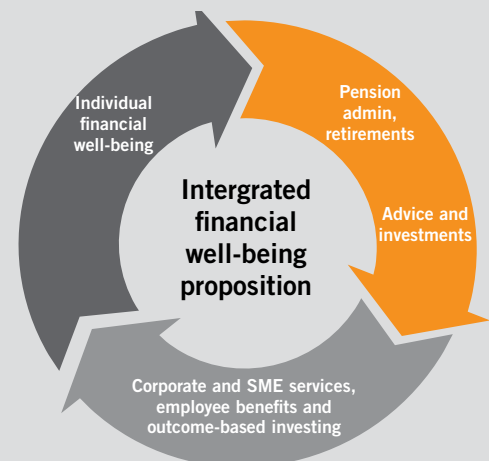 Individual
financial
well-being
Pension
admin,
retirements
Advice and
investments
Intergrated
financial
well-being
proposition
Corporate and SME services,
employee benefits and
outcome-based investing